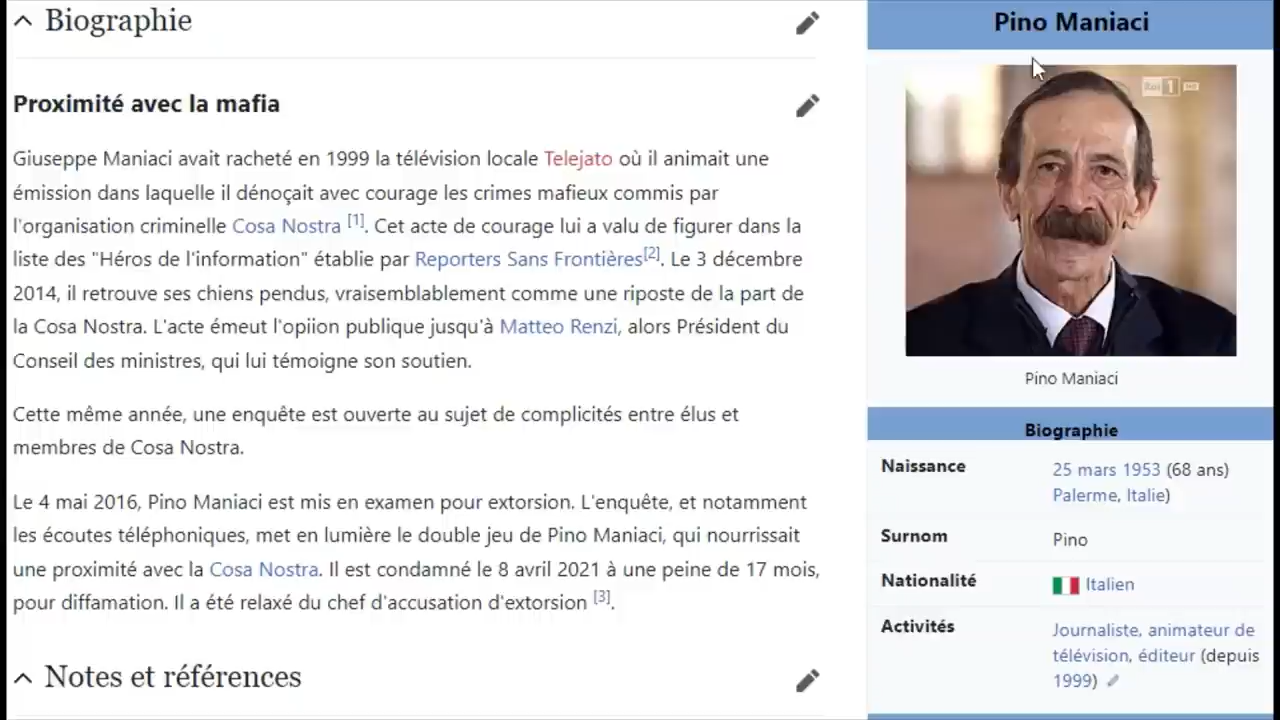 Biographie
Proximité avec la mafia
Giuseppe Maniaci avait racheté en 1999 la télévision locale Telejato où il animait une
émission dans laquelle il dénoçait avec courage les crimes mafieux commis par
l'organisation criminelle Cosa Nostra [1]. Cet acte de courage lui a valu de figurer dans la
liste des "Héros de l'information" établie par Reporters Sans Frontières[2]. Le 3 décembre
2014, il retrouve ses chiens pendus, vraisemblablement comme une riposte de la part de
la Cosa Nostra. L'acte émeut l'opiion publique jusqu'à Matteo Renzi, alors Président du
Conseil des ministres, qui lui témoigne son soutien.
Cette même année, une enquête est ouverte au sujet de complicités entre élus et
membres de Cosa Nostra.
Le 4 mai 2016, Pino Maniaci est mis en examen pour extorsion. L'enquête, et notamment
les écoutes téléphoniques, met en lumière le double jeu de Pino Maniaci, qui nourrissait
une proximité avec la Cosa Nostra. Il est condamné le 8 avril 2021 à une peine de 17 mois,
pour diffamation. Il a été relaxé du chef d'accusation d'extorsion [3].
Notes et références
Pino Maniaci
Rai 1
Pino Maniaci
Biographie
Naissance 25 mars 1953 (68 ans)
Palerme, Italie)
Surnom Pino
Nationalité Italien
Activités Journaliste, animateur de
télévision, éditeur (depuis
1999)